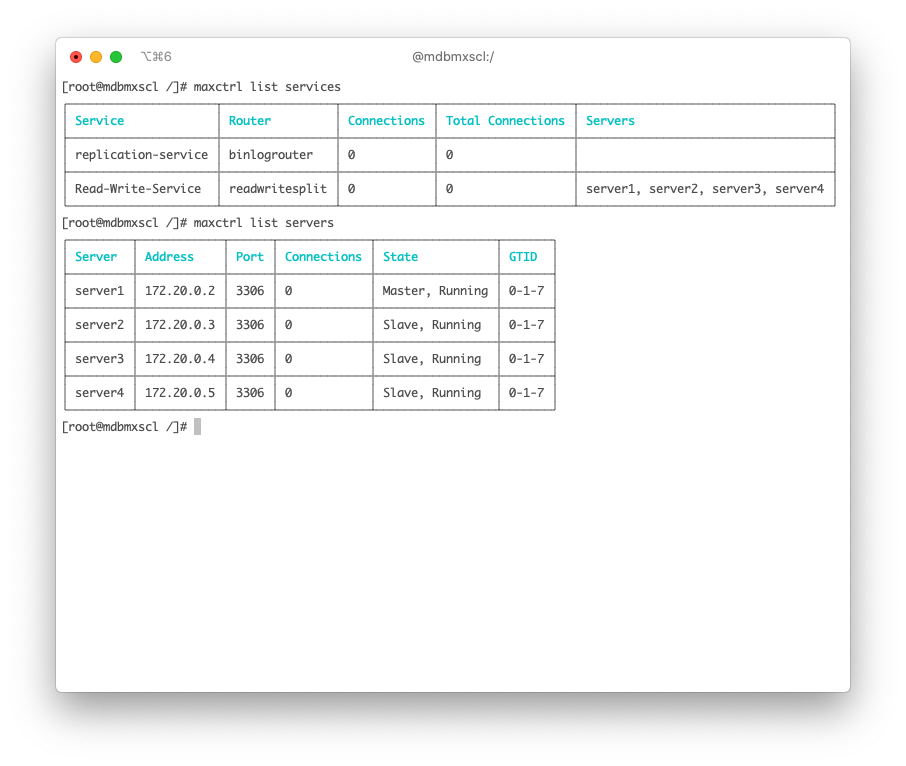 ⌥⌘6 @mdbmxscl:/
[root@mdbmxscl /]# maxctrl list services
Service Router Connections Total Connections Servers
replication-service binlogrouter 0 0
Read-Write-Service readwritesplit 0 0 server1, server2, server3, server4
[root@mdbmxscl /]# maxctrl list servers
Server Address Port Connections State GTID
server1 172.20.0.2 3306 0 Master, Running 0-1-7
server2 172.20.0.3 3306 0 Slave, Running 0-1-7
server3 172.20.0.4 3306 0 Slave, Running 0-1-7
server4 172.20.0.5 3306 0 Slave, Running 0-1-7
[root@mdbmxscl /]#